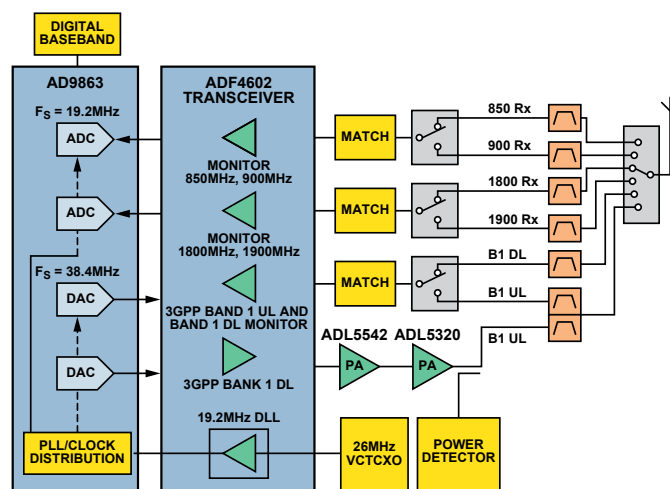 DIGITAL
BASEBAND
AD9863
ADF4602
TRANSCEIVER
FS = 19.2MHz
ADC
MONITOR
850MHz, 900MHz
MATCH
850 Rx
900 Rx
ADC
MONITOR
1800MHz, 1900MHz
MATCH
1800 Rx
1900 Rx
FS = 38.4MHz
DAC
3GPP BAND 1 UL AND
BAND 1 DL MONITOR
MATCH
B1 DL
B1 UL
DAC
3GPP BANK 1 DL
ADL5542
PA
ADL5320
PA
B1 UL
PLL/CLOCK
DISTRIBUTION
19.2MHz DLL
26MHz
VCTCXO
POWER
DETECTOR